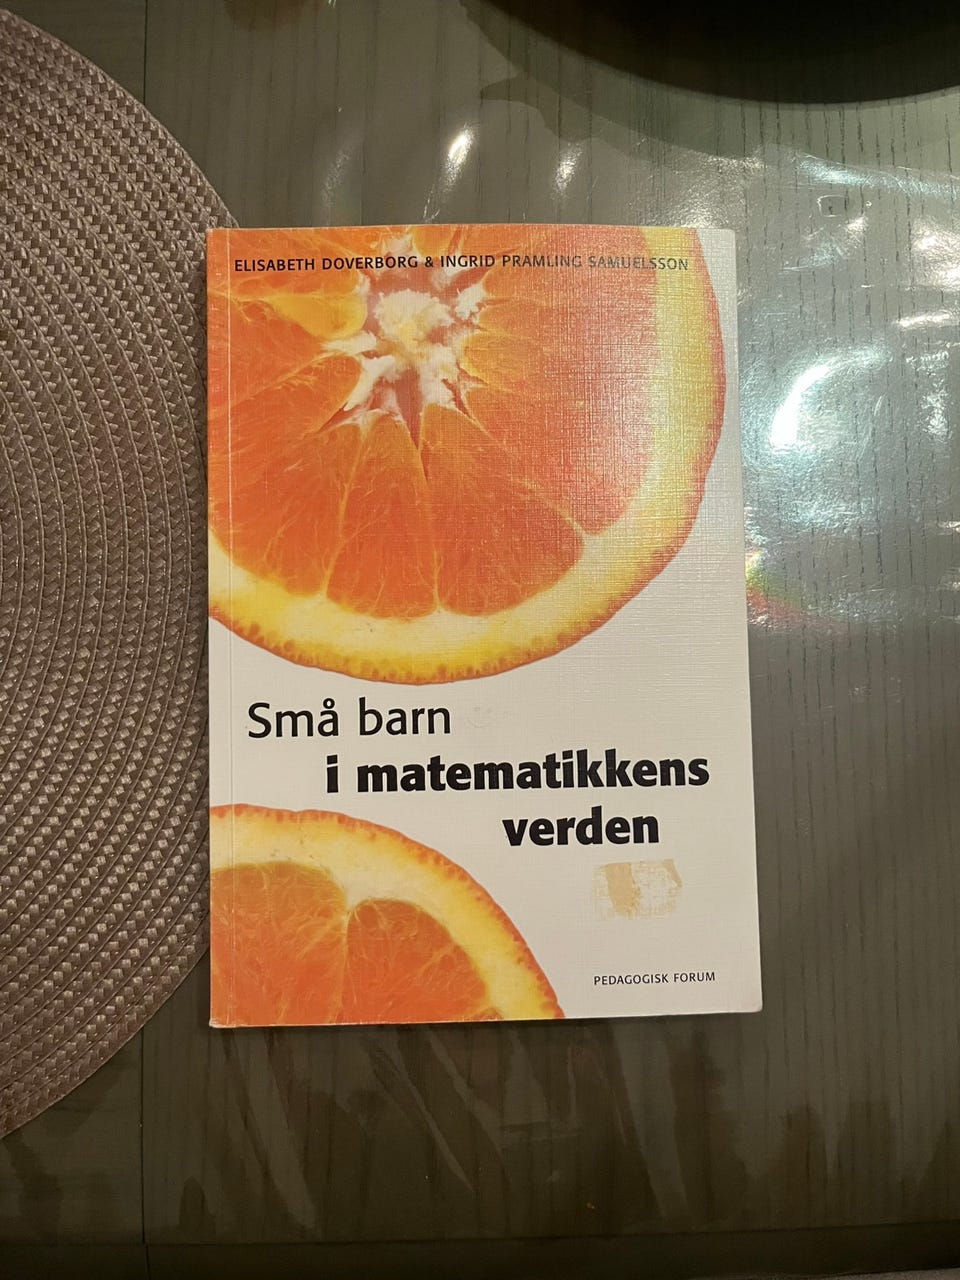 ELISABETH DOVERBORG & INGRID PRAMLING SAMUELSSON
Små barn
i matematikkens
verden
PEDAGOGISK FORUM